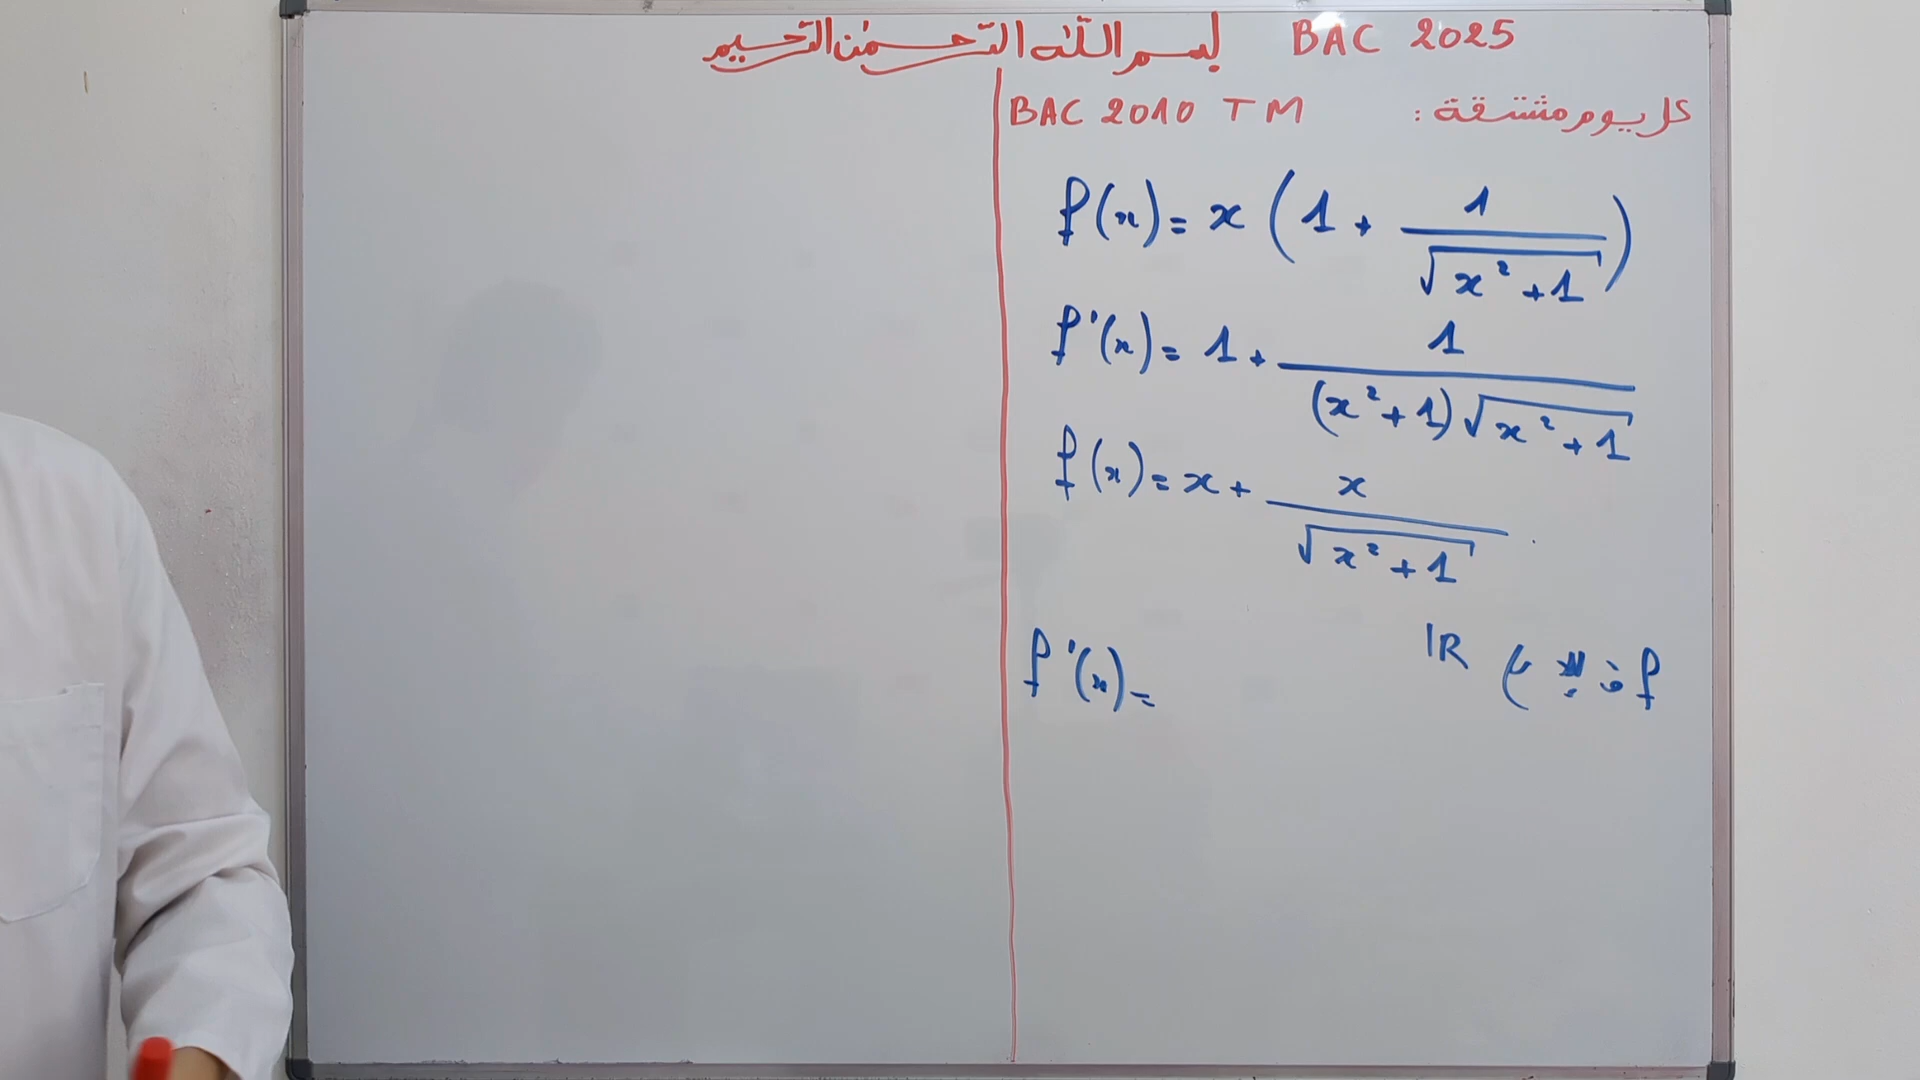 بسم الله الرحمن الرحيم BAC 2025
BAC 2010 TM كل يوم مشتقة :
f(x) = x (1 + 1/√(x²+1))
f'(x) = 1 + 1/((x²+1)√(x²+1))
f(x) = x + x/√(x²+1)
f'(x) = f ق للإ ع IR